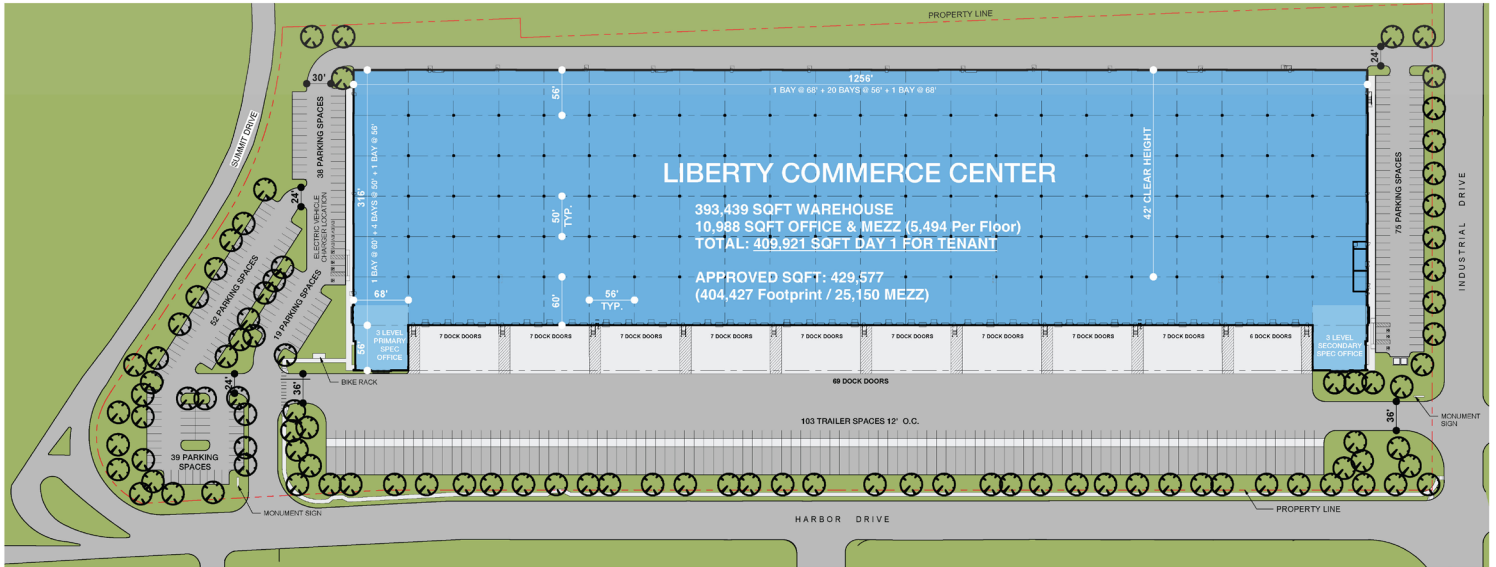 PROPERTY LINE
24'
30'
1256'
1 BAY @ 68' + 20 BAYS @ 56' + 1 BAY @ 68'
56'
SUMMIT DRIVE
38 PARKING SPACES
316'
1 BAY @ 60' + 4 BAYS @ 50' + 1 BAY @ 56'
42' CLEAR HEIGHT
75 PARKING SPACES
INDUSTRIAL DRIVE
LIBERTY COMMERCE CENTER
393,439 SQFT WAREHOUSE
10,988 SQFT OFFICE & MEZZ (5,494 Per Floor)
TOTAL: 409,921 SQFT DAY 1 FOR TENANT
APPROVED SQFT: 429,577
(404,427 Footprint / 25,150 MEZZ)
24'
ELECTRIC VEHICLE
CHARGER LOCATION
50'
TYP.
52 PARKING SPACES
19 PARKING SPACES
68'
60'
56'
TYP.
56'
3 LEVEL
PRIMARY
SPEC
OFFICE
7 DOCK DOORS
7 DOCK DOORS
7 DOCK DOORS
7 DOCK DOORS
7 DOCK DOORS
7 DOCK DOORS
7 DOCK DOORS
7 DOCK DOORS
7 DOCK DOORS
6 DOCK DOORS
3 LEVEL
SECONDARY
SPEC OFFICE
BIKE RACK
69 DOCK DOORS
24'
36'
103 TRAILER SPACES 12' O.C.
36'
MONUMENT
SIGN
39 PARKING
SPACES
MONUMENT SIGN
HARBOR DRIVE
PROPERTY LINE